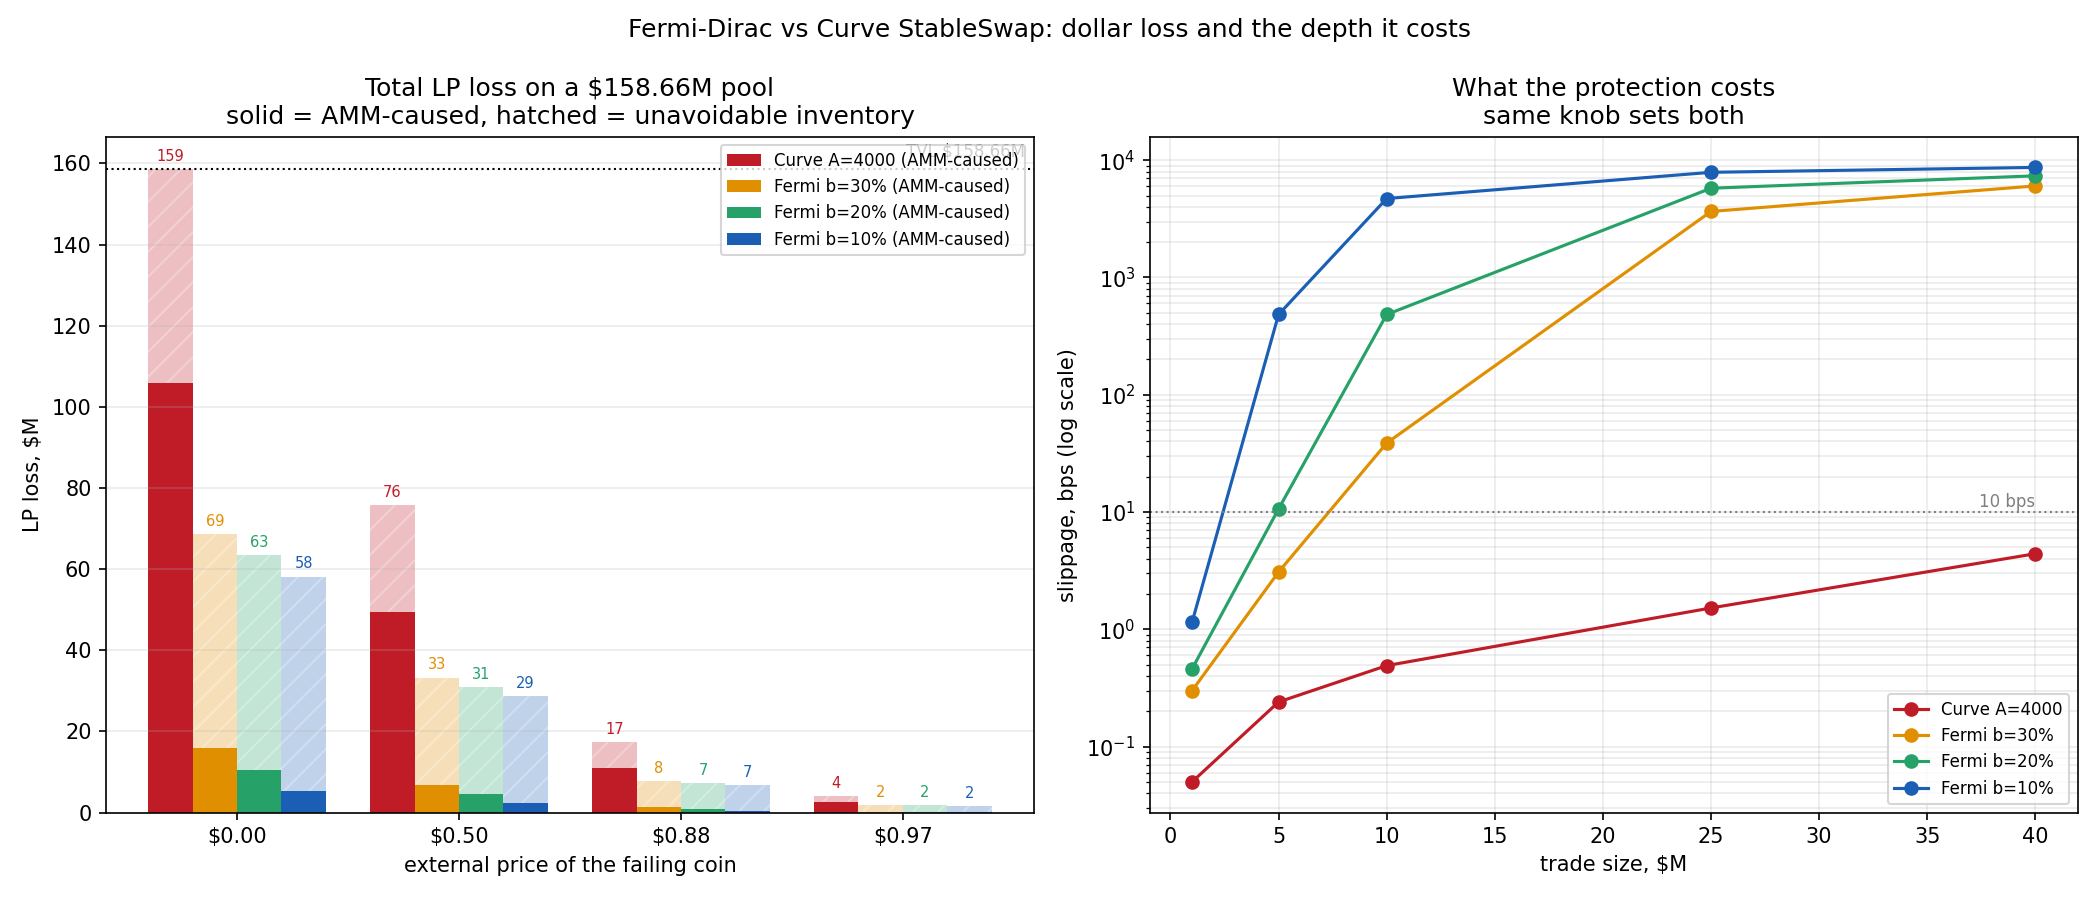 Fermi-Dirac vs Curve StableSwap: dollar loss and the depth it costs
Total LP loss on a $158.66M pool
solid = AMM-caused, hatched = unavoidable inventory
LP loss, $M
160
140
120
100
80
60
40
20
0
TVL $158.66M
Curve A=4000 (AMM-caused)
Fermi b=30% (AMM-caused)
Fermi b=20% (AMM-caused)
Fermi b=10% (AMM-caused)
159
69
63
58
76
33
31
29
17
8
7
7
4
2
2
2
$0.00
$0.50
$0.88
$0.97
external price of the failing coin
What the protection costs
same knob sets both
slippage, bps (log scale)
10⁴
10³
10²
10¹
10⁰
10⁻¹
10 bps
Curve A=4000
Fermi b=30%
Fermi b=20%
Fermi b=10%
0
5
10
15
20
25
30
35
40
trade size, $M